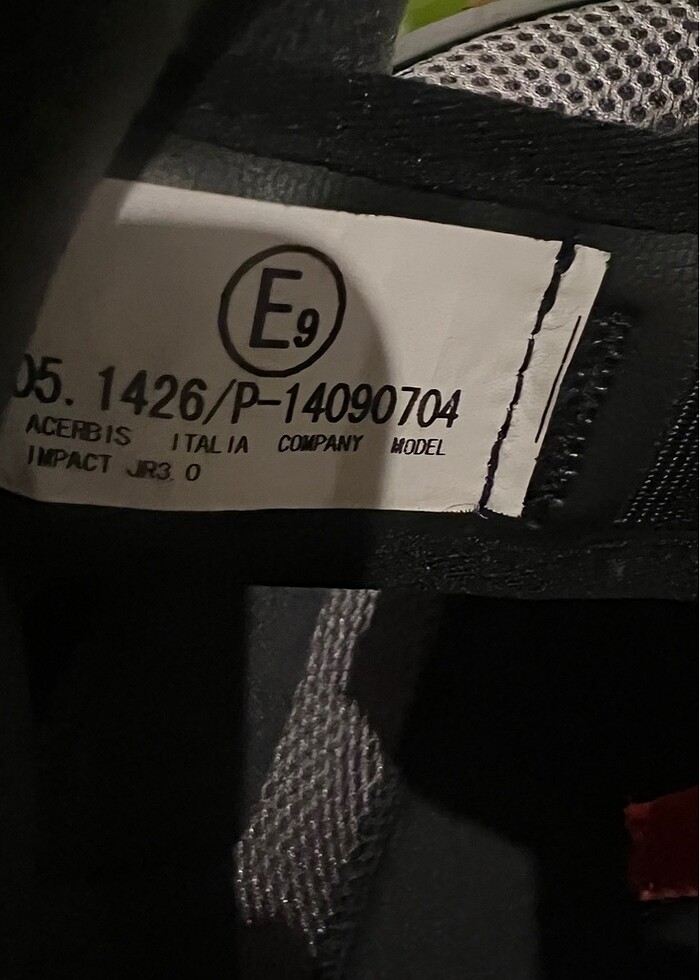 E9
05. 1426/P-14090704
ACERBIS ITALIA COMPANY MODEL
IMPACT JR3.0